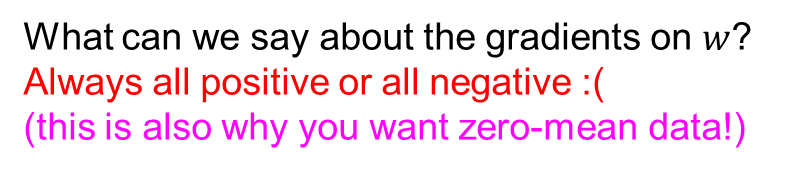 What can we say about the gradients on w?
Always all positive or all negative :(
(this is also why you want zero-mean data!)